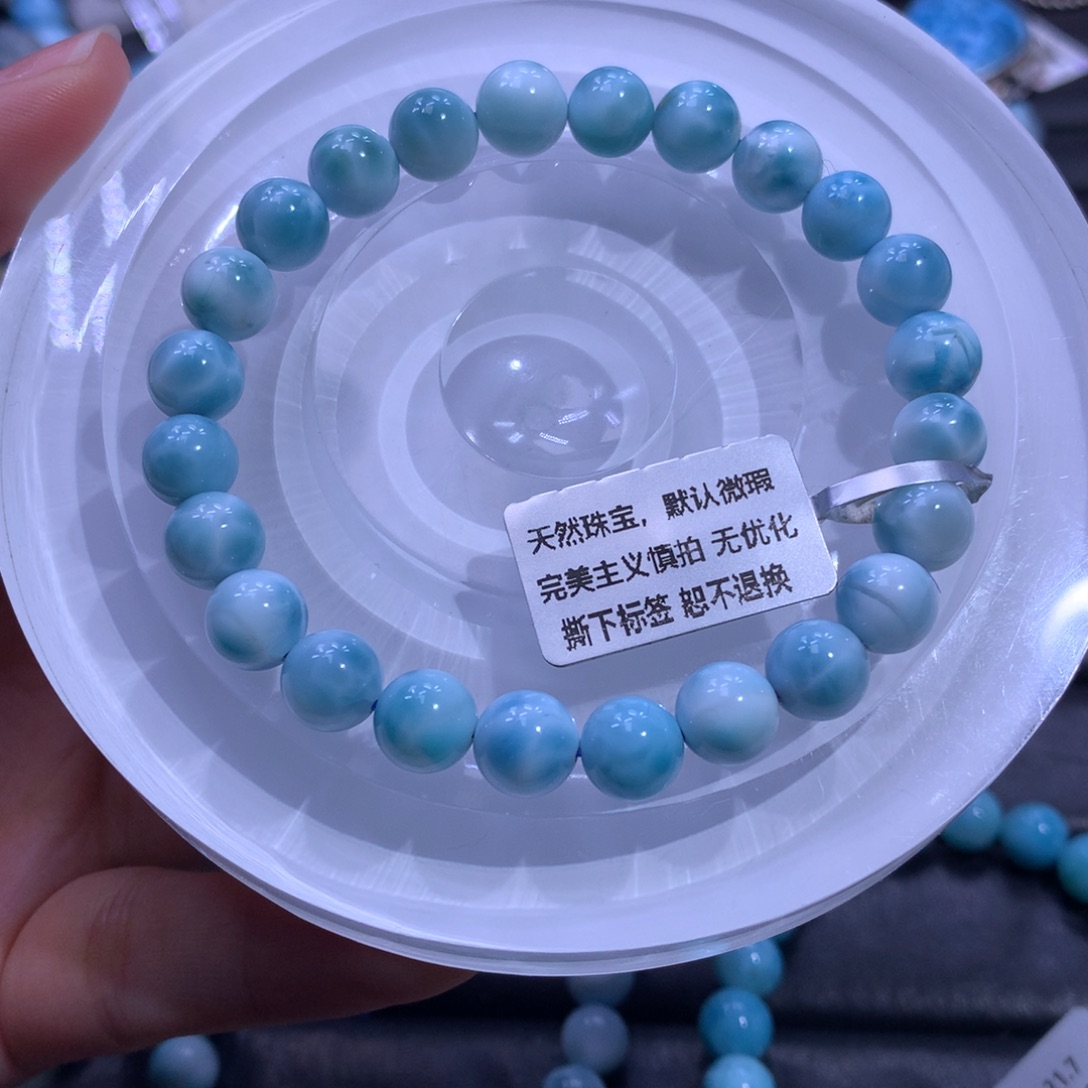 天然珠宝，默认微瑕
完美主义慎拍 无优化
撕下标签 恕不退换